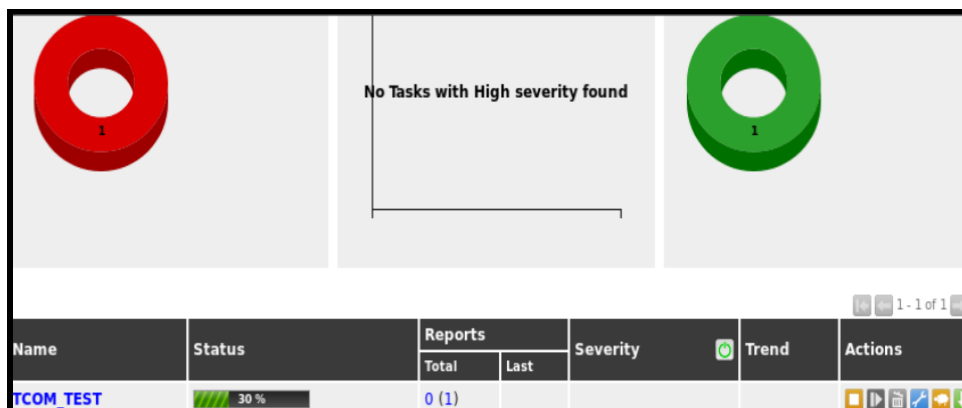 1
No Tasks with High severity found
1
1 - 1 of 1
Name
Status
Reports
Total
Last
Severity
Trend
Actions
TCOM_TEST
30 %
0 (1)